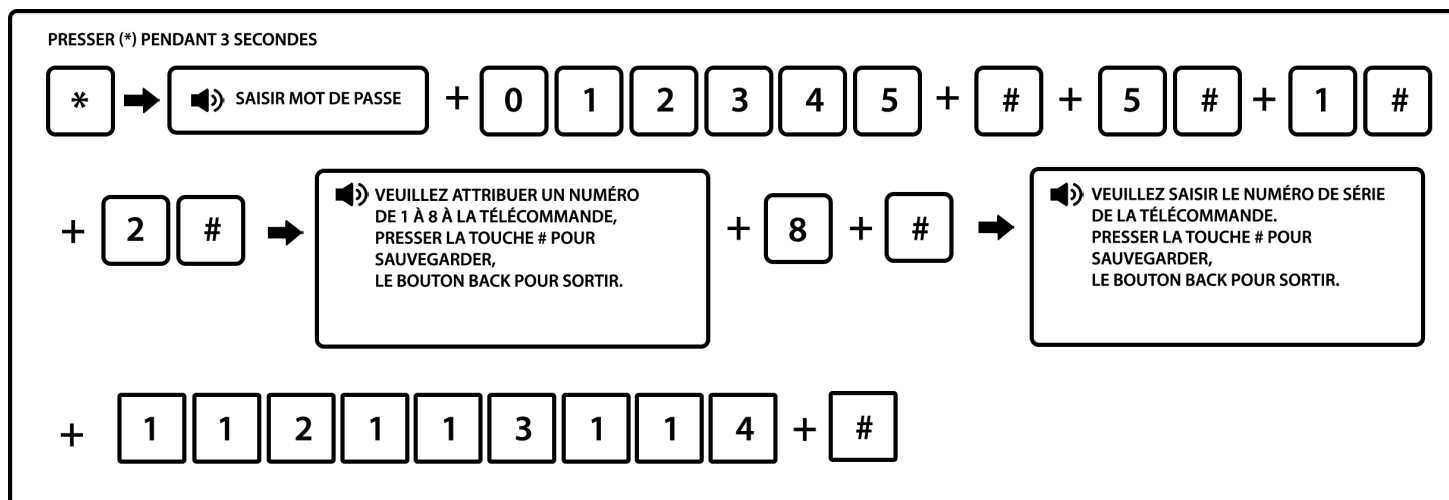 PRESSER (*) PENDANT 3 SECONDES
* SAISIR MOT DE PASSE + 0 1 2 3 4 5 + # + 5 # + 1 #
+ 2 #
VEUILLEZ ATTRIBUER UN NUMÉRO
DE 1 À 8 À LA TÉLÉCOMMANDE,
PRESSER LA TOUCHE # POUR
SAUVEGARDER,
LE BOUTON BACK POUR SORTIR.
+ 8 + #
VEUILLEZ SAISIR LE NUMÉRO DE SÉRIE
DE LA TÉLÉCOMMANDE.
PRESSER LA TOUCHE # POUR
SAUVEGARDER,
LE BOUTON BACK POUR SORTIR.
+ 1 1 2 1 1 3 1 1 4 + #